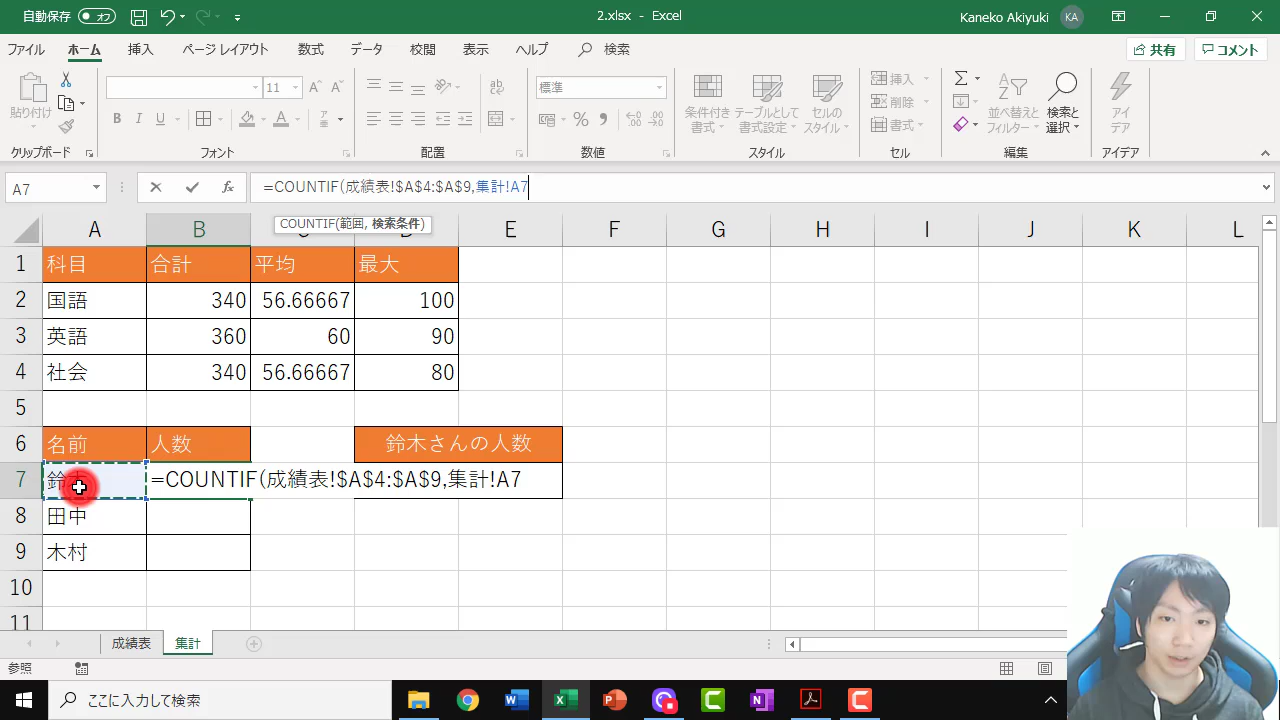 自動保存 オフ 2.xlsx - Excel Kaneko Akiyuki KA
ファイル ホーム 挿入 ページ レイアウト 数式 データ 校閲 表示 ヘルプ 検索 共有 コメント
貼り付け 11 標準 条件付き書式 テーブルとして書式設定 セルのスタイル 挿入 削除 書式 並べ替えとフィルター 検索と選択 アイデア
B I U A %
クリップボード フォント 配置 数値 スタイル セル 編集 アイデア
A7 fx =COUNTIF(成績表!$A$4:$A$9,集計!A7
COUNTIF(範囲, 検索条件)
A B C D E F G H I J K L
1 科目 合計 平均 最大
2 国語 340 56.66667 100
3 英語 360 60 90
4 社会 340 56.66667 80
5
6 名前 人数 鈴木さんの人数
7 鈴木 =COUNTIF(成績表!$A$4:$A$9,集計!A7
8 田中
9 木村
10
11
成績表 集計
参照
ここに入力して検索